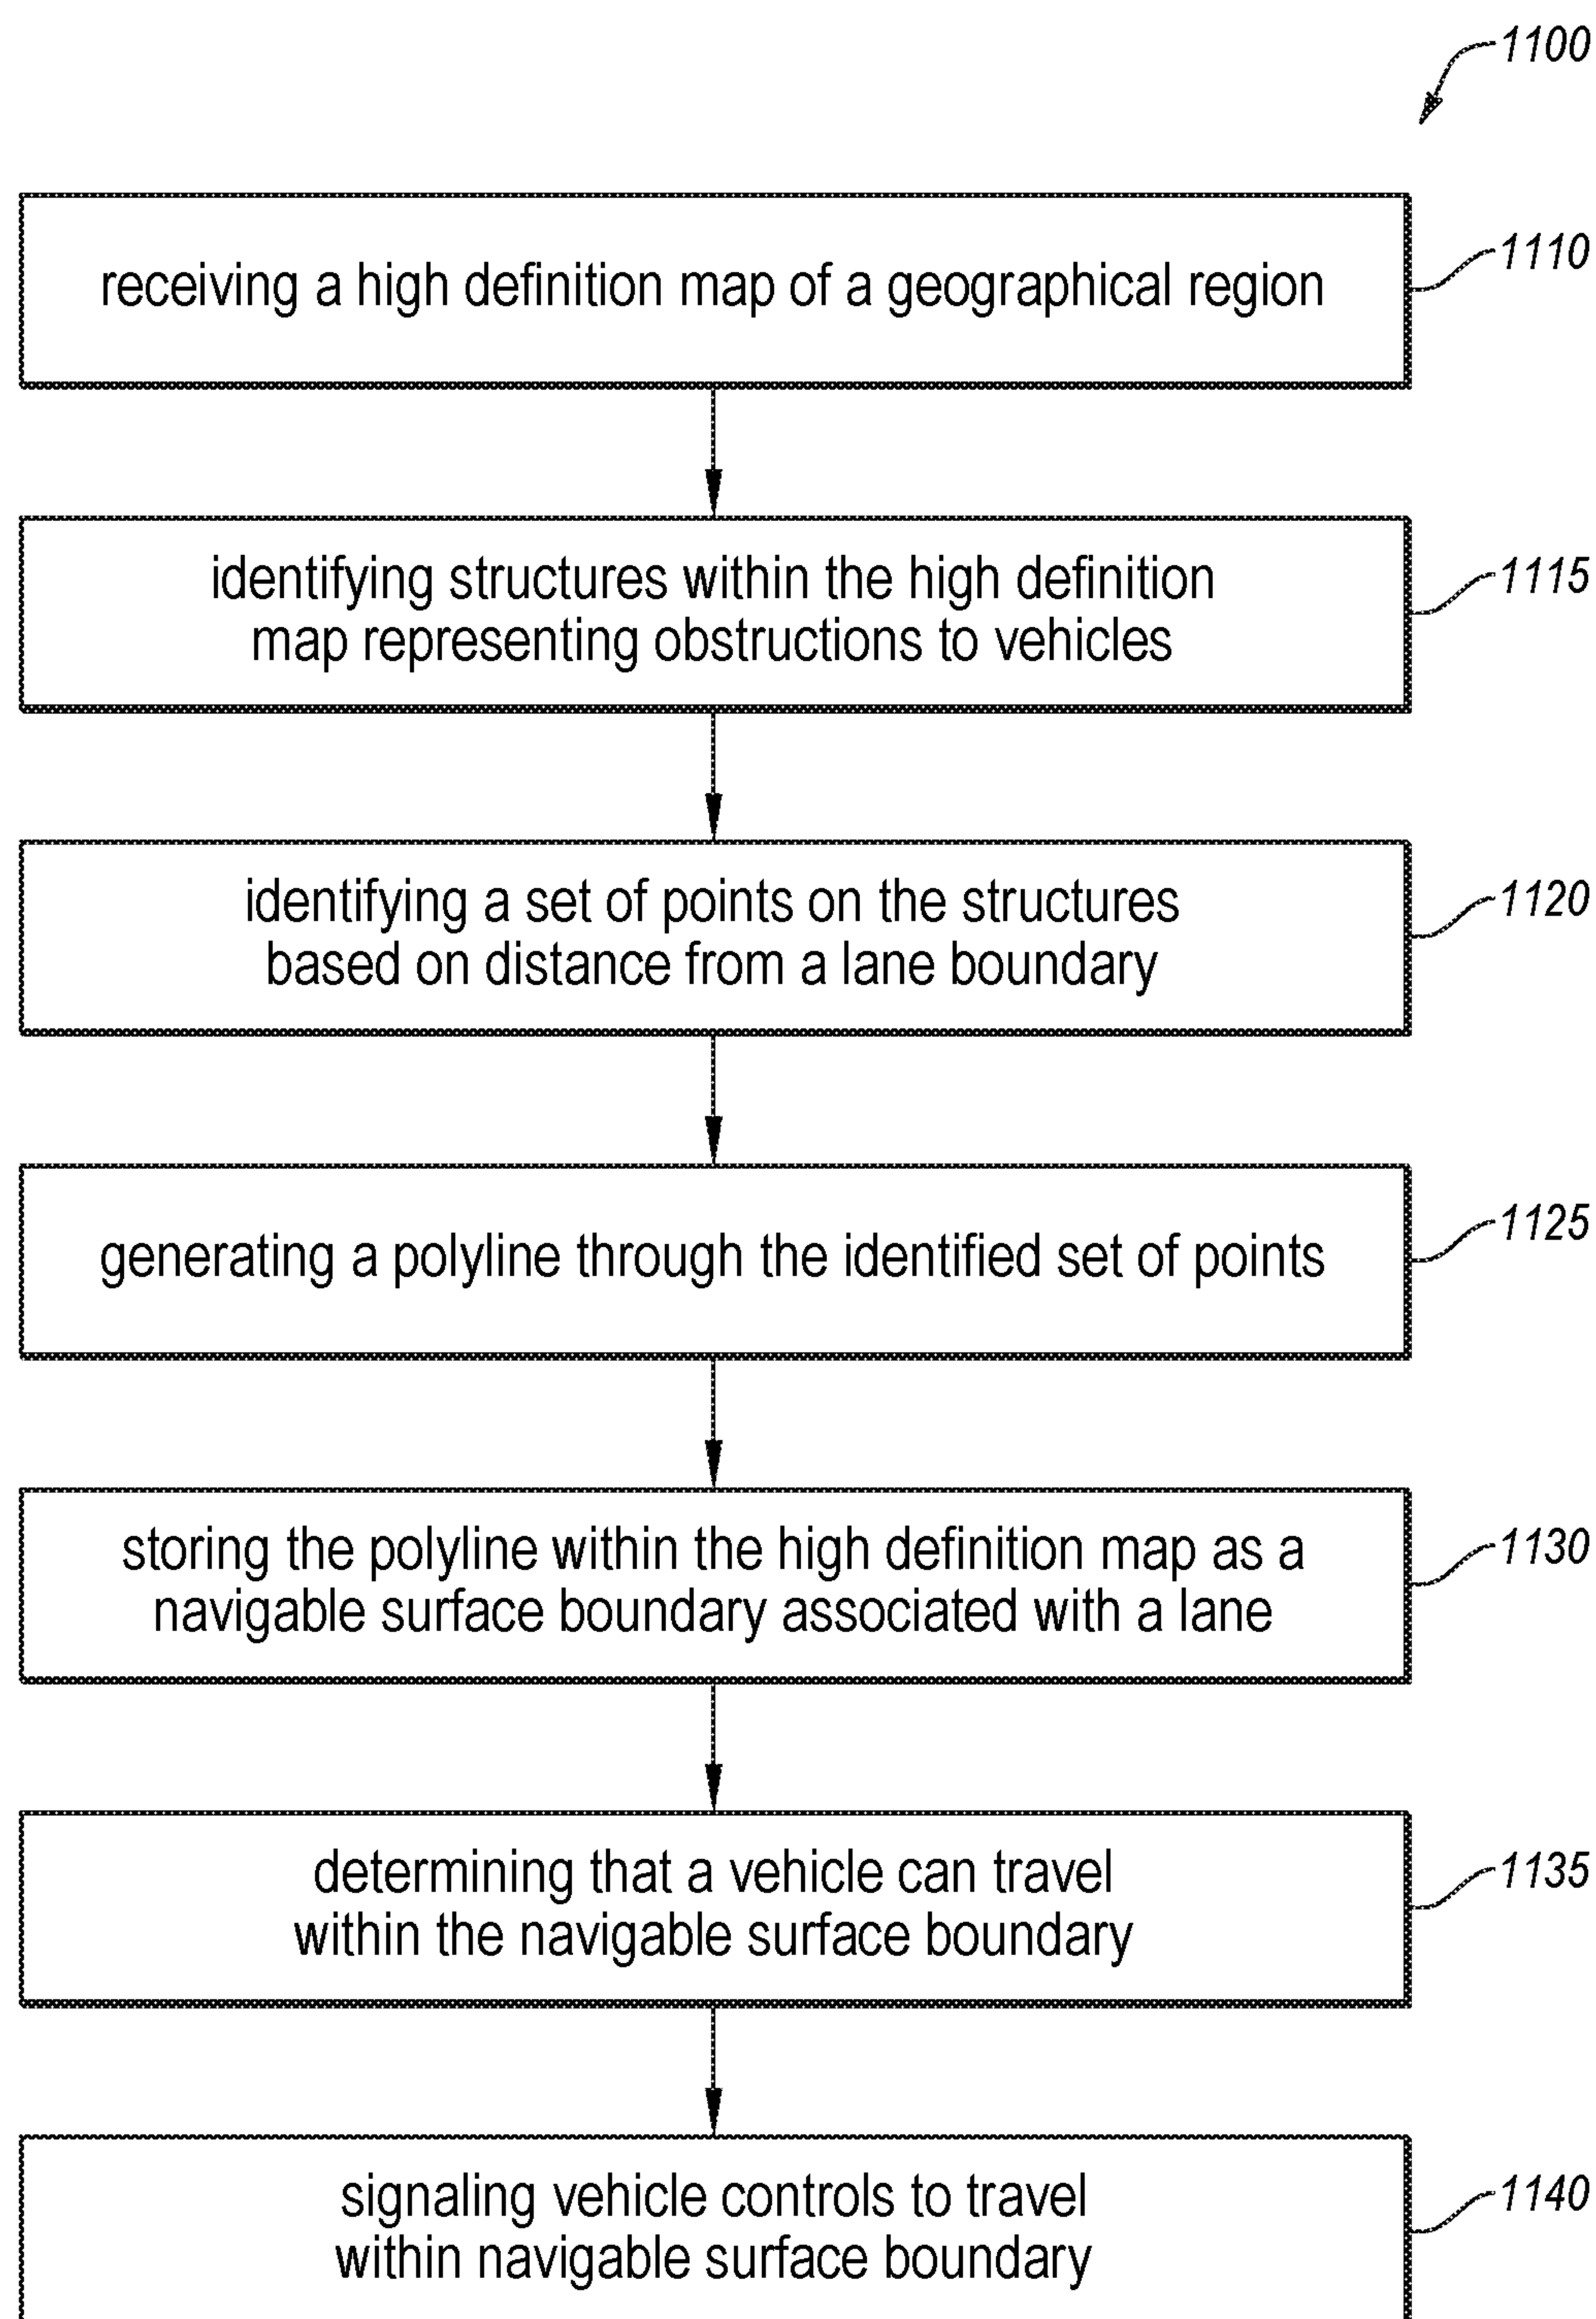 1100
receiving a high definition map of a geographical region
1110
identifying structures within the high definition
map representing obstructions to vehicles
1115
identifying a set of points on the structures
based on distance from a lane boundary
1120
generating a polyline through the identified set of points
1125
storing the polyline within the high definition map as a
navigable surface boundary associated with a lane
1130
determining that a vehicle can travel
within the navigable surface boundary
1135
signaling vehicle controls to travel
within navigable surface boundary
1140